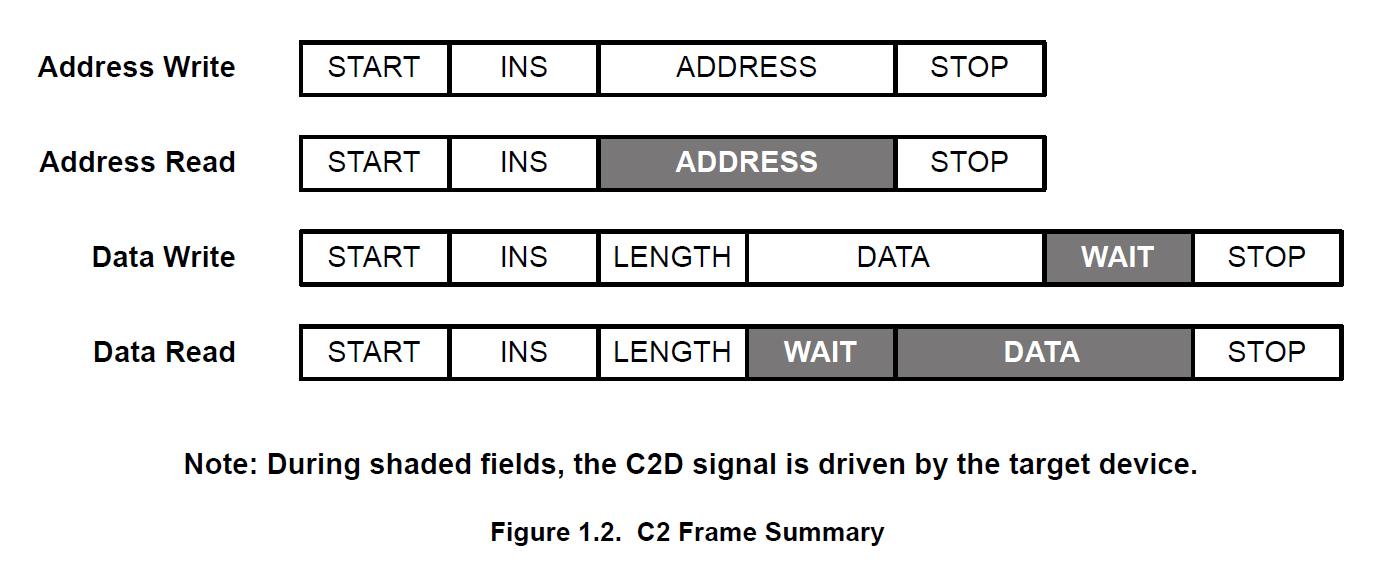 Address Write START INS ADDRESS STOP
Address Read START INS ADDRESS STOP
Data Write START INS LENGTH DATA WAIT STOP
Data Read START INS LENGTH WAIT DATA STOP
Note: During shaded fields, the C2D signal is driven by the target device.
Figure 1.2. C2 Frame Summary